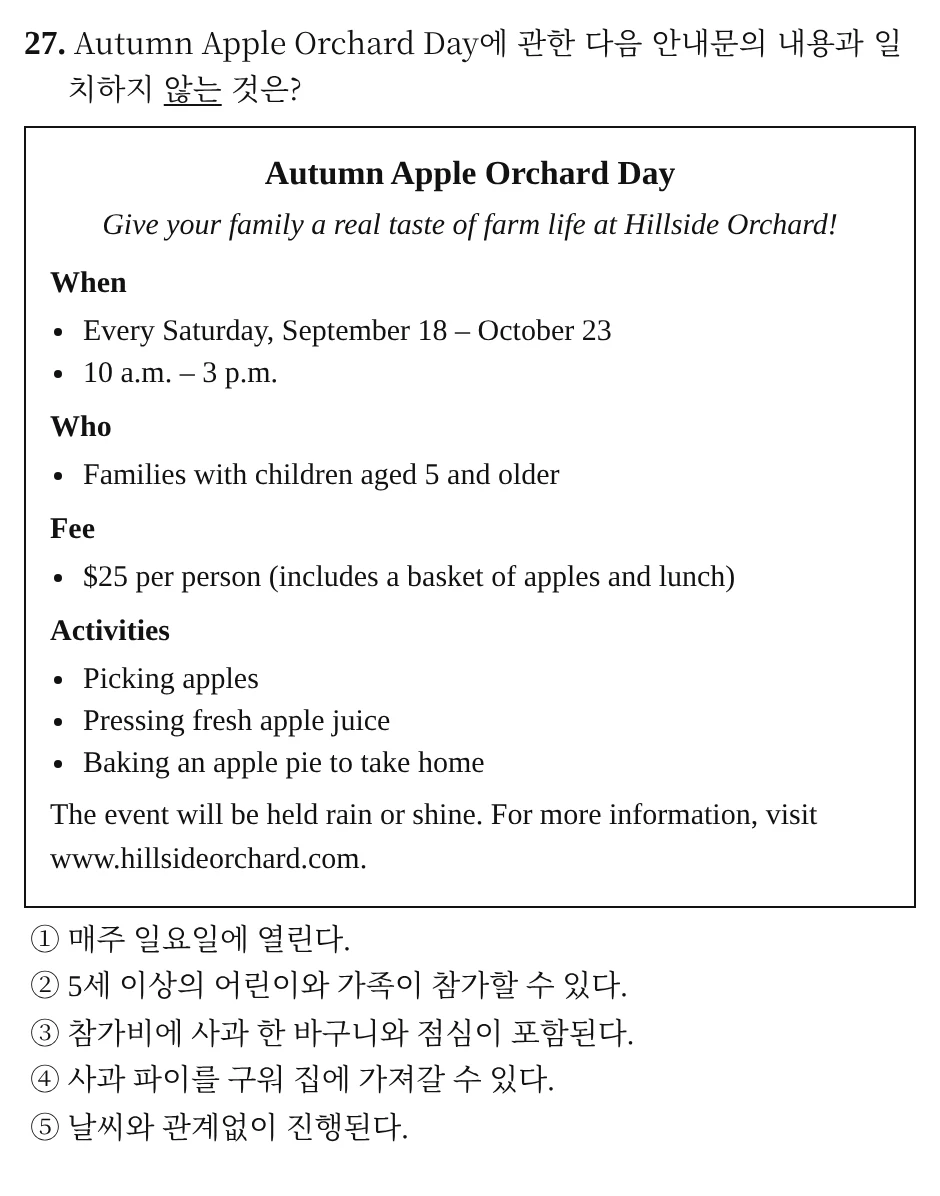 27. Autumn Apple Orchard Day에 관한 다음 안내문의 내용과 일
치하지 않는 것은?
Autumn Apple Orchard Day
Give your family a real taste of farm life at Hillside Orchard!
When
• Every Saturday, September 18 – October 23
• 10 a.m. – 3 p.m.
Who
• Families with children aged 5 and older
Fee
• $25 per person (includes a basket of apples and lunch)
Activities
• Picking apples
• Pressing fresh apple juice
• Baking an apple pie to take home
The event will be held rain or shine. For more information, visit
www.hillsideorchard.com.
① 매주 일요일에 열린다.
② 5세 이상의 어린이와 가족이 참가할 수 있다.
③ 참가비에 사과 한 바구니와 점심이 포함된다.
④ 사과 파이를 구워 집에 가져갈 수 있다.
⑤ 날씨와 관계없이 진행된다.